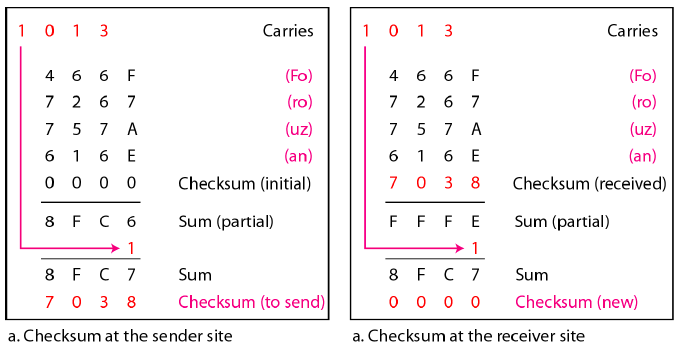 1 0 1 3 Carries
4 6 6 F (Fo)
7 2 6 7 (ro)
7 5 7 A (uz)
6 1 6 E (an)
0 0 0 0 Checksum (initial)
8 F C 6 Sum (partial)
1
8 F C 7 Sum
7 0 3 8 Checksum (to send)
a. Checksum at the sender site
1 0 1 3 Carries
4 6 6 F (Fo)
7 2 6 7 (ro)
7 5 7 A (uz)
6 1 6 E (an)
7 0 3 8 Checksum (received)
F F F E Sum (partial)
1
8 F C 7 Sum
0 0 0 0 Checksum (new)
a. Checksum at the receiver site